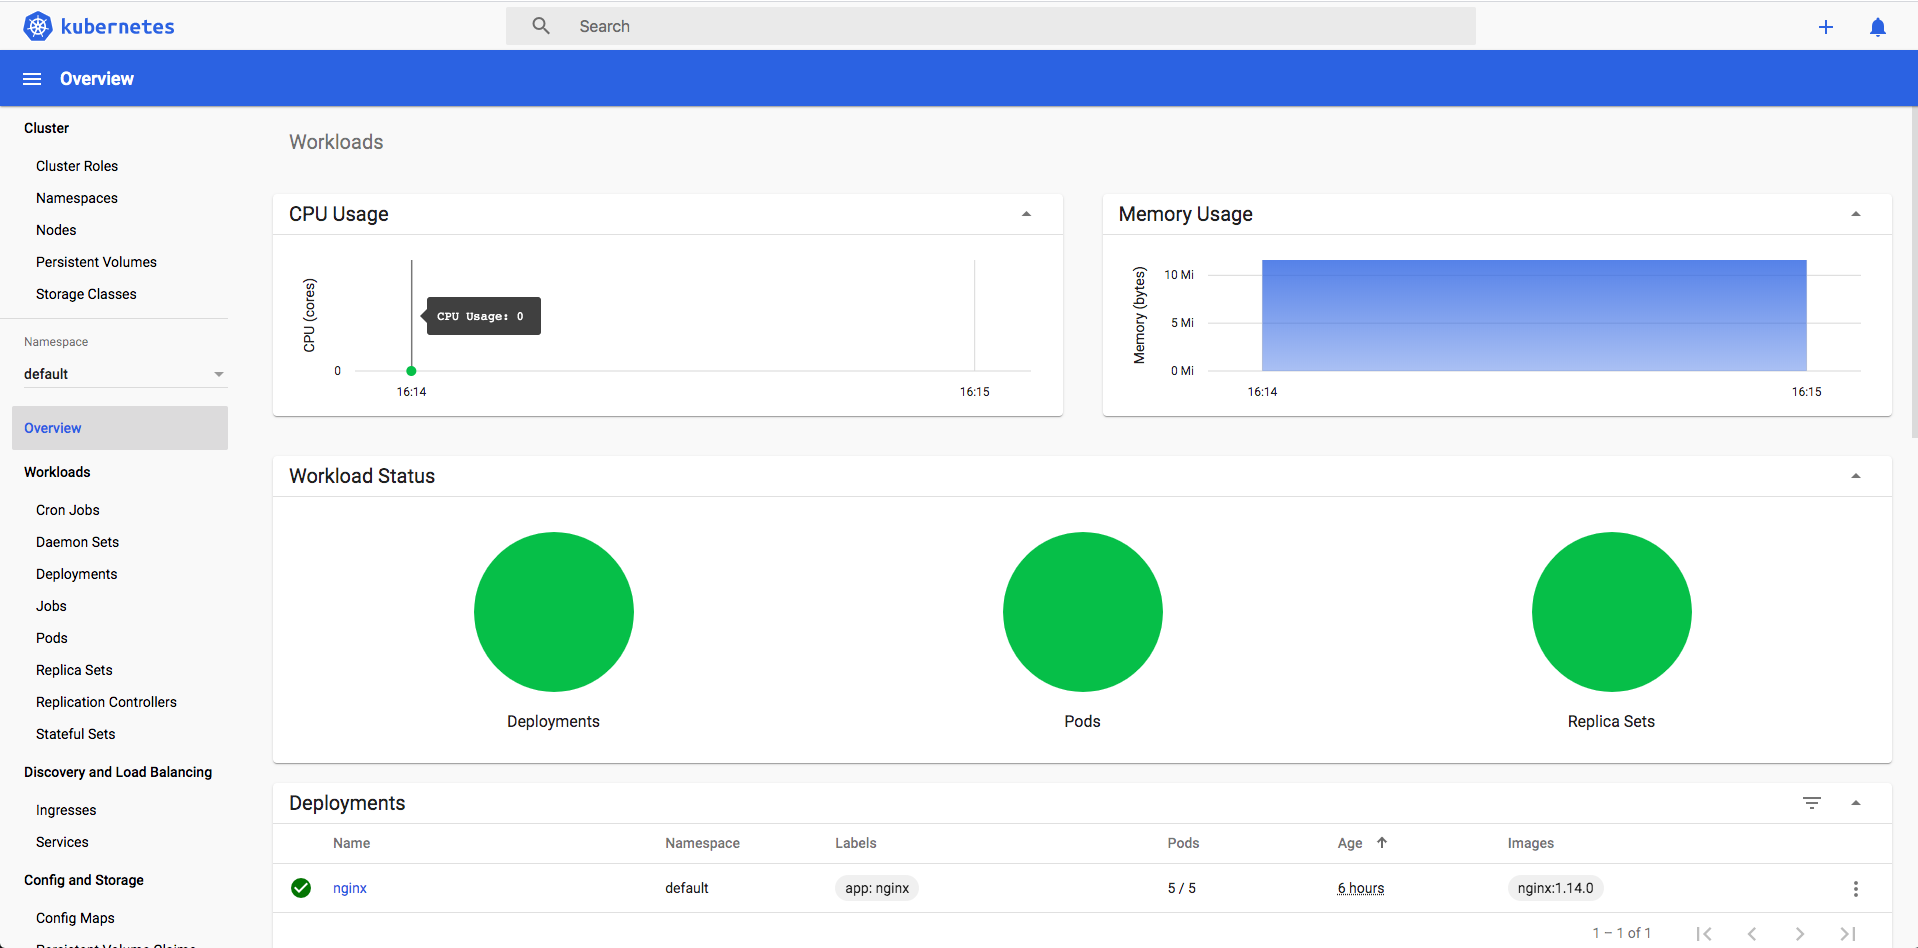 kubernetes
Search
Overview
Cluster
Cluster Roles
Namespaces
Nodes
Persistent Volumes
Storage Classes
Namespace
default
Overview
Workloads
Cron Jobs
Daemon Sets
Deployments
Jobs
Pods
Replica Sets
Replication Controllers
Stateful Sets
Discovery and Load Balancing
Ingresses
Services
Config and Storage
Config Maps
Persistent Volume Claims
Workloads
CPU Usage
CPU (cores)
CPU Usage: 0
0
16:14 16:15
Memory Usage
Memory (bytes)
10 Mi
5 Mi
0 Mi
16:14 16:15
Workload Status
Deployments Pods Replica Sets
Deployments
Name Namespace Labels Pods Age Images
nginx default app: nginx 5 / 5 6 hours nginx:1.14.0
1 – 1 of 1